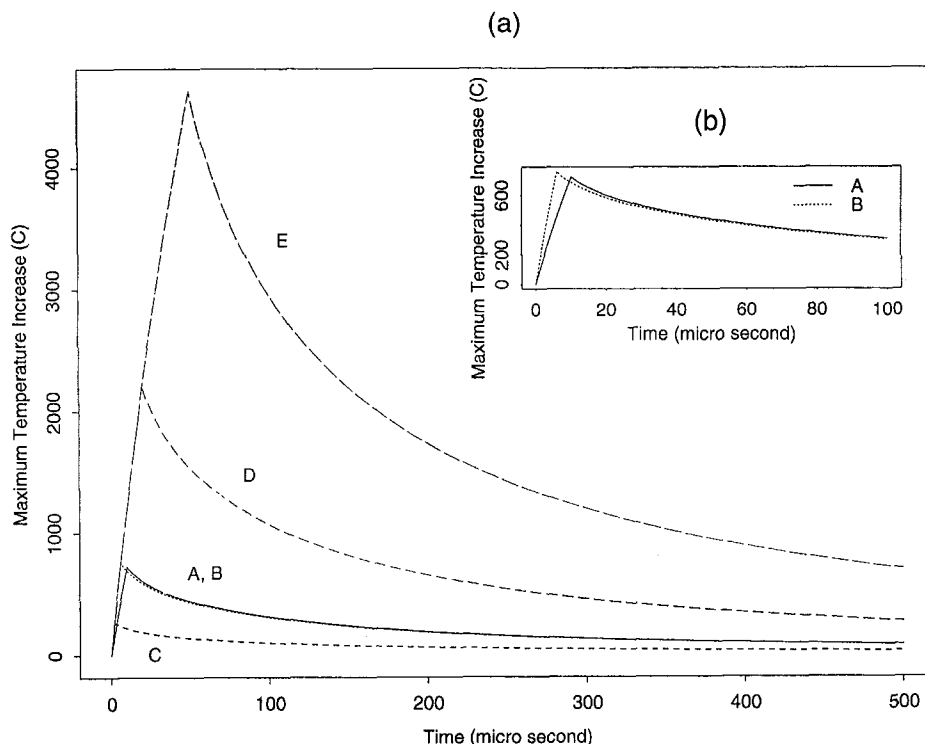 (a)
Maximum Temperature Increase (C)
4000
3000
2000
1000
0
E
D
A, B
C
0 100 200 300 400 500
Time (micro second)
(b)
Maximum Temperature Increase (C)
600
200
0
A
B
0 20 40 60 80 100
Time (micro second)